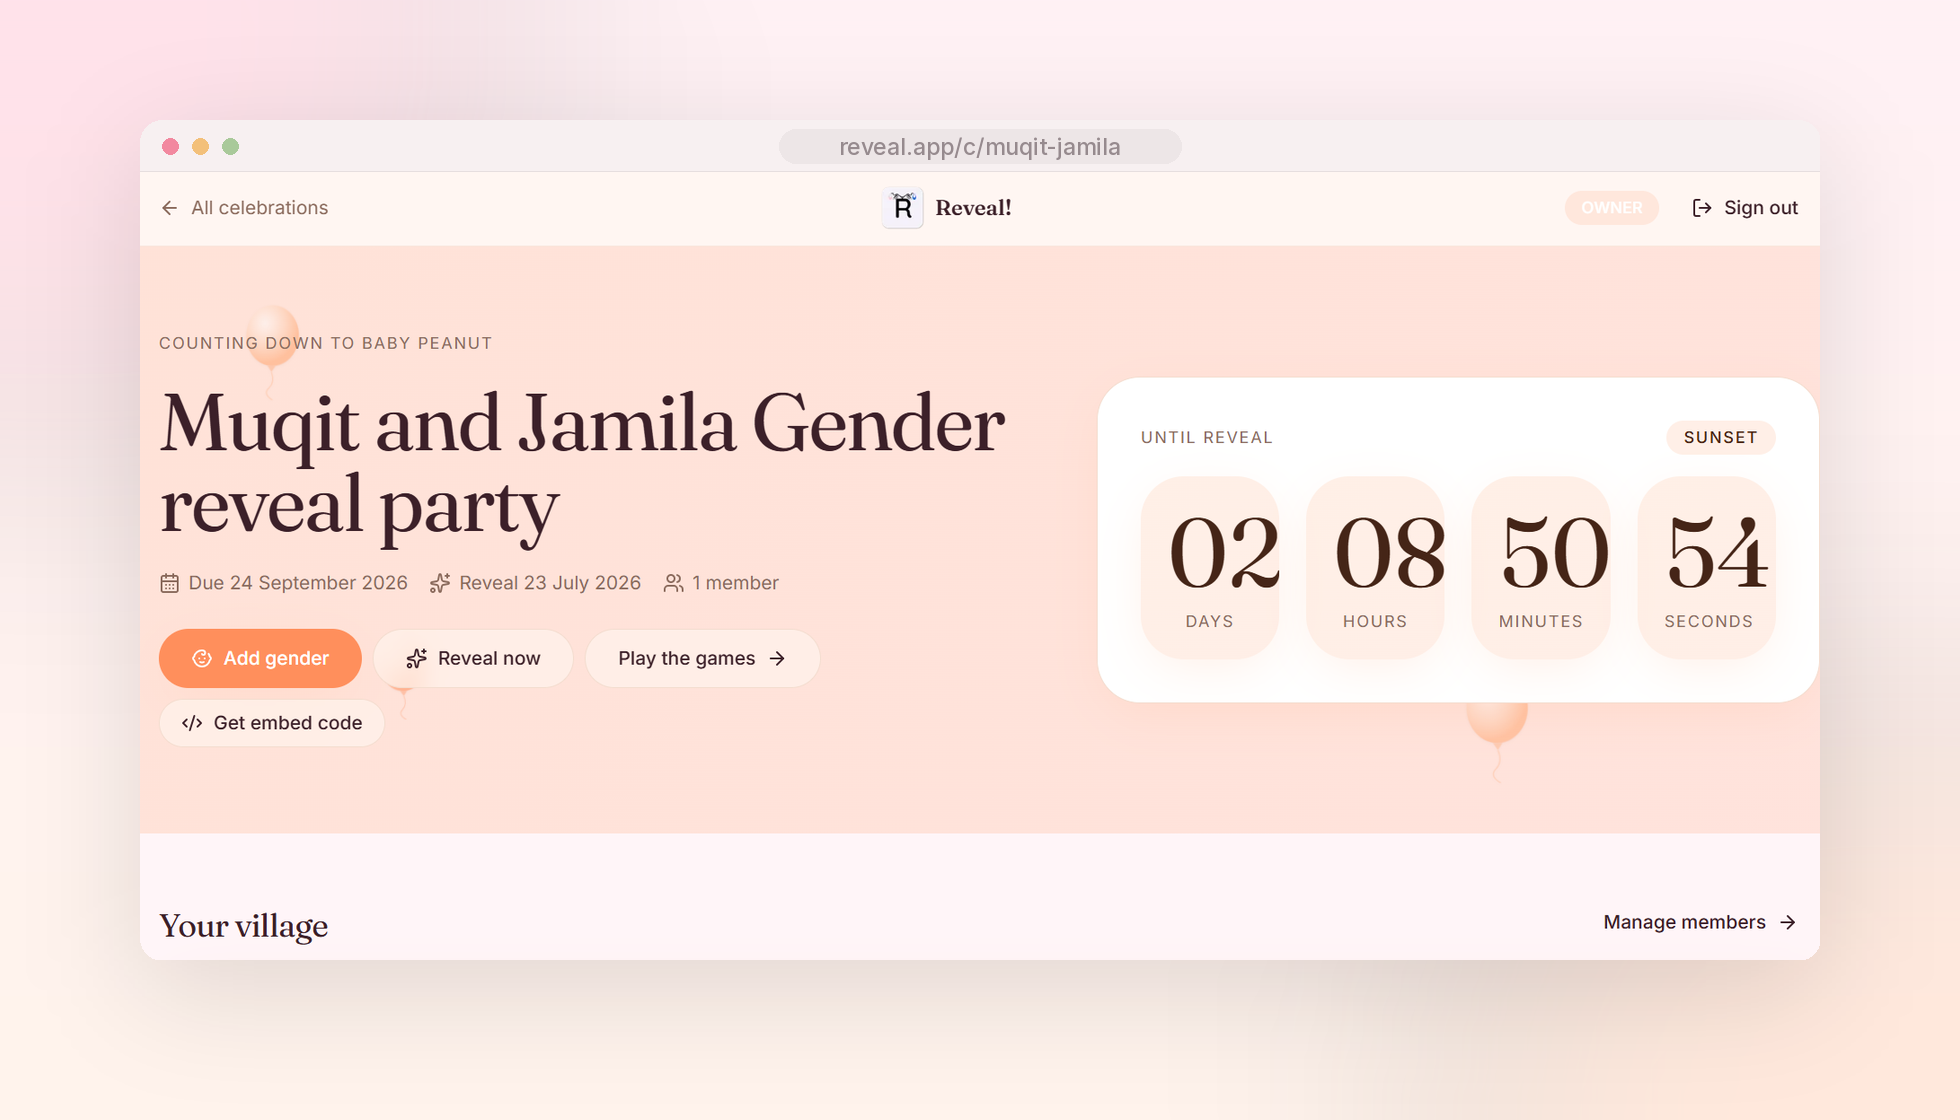 reveal.app/c/muqit-jamila
All celebrations
R Reveal!
OWNER
Sign out
COUNTING DOWN TO BABY PEANUT
Muqit and Jamila Gender
reveal party
Due 24 September 2026
Reveal 23 July 2026
1 member
Add gender
Reveal now
Play the games
Get embed code
UNTIL REVEAL
SUNSET
02 08 50 54
DAYS HOURS MINUTES SECONDS
Your village
Manage members